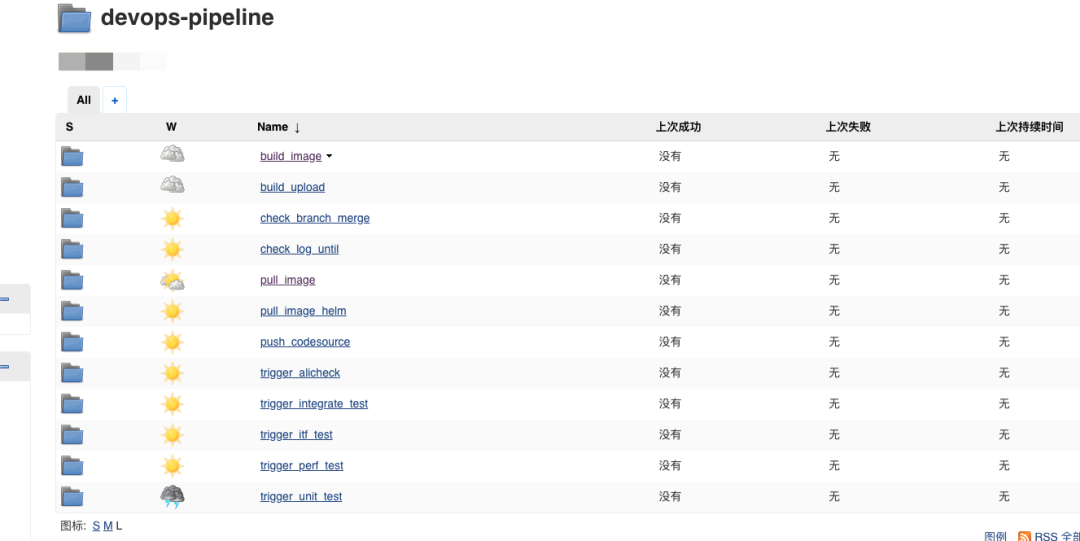 devops-pipeline
All +
S W Name ↓ 上次成功 上次失败 上次持续时间
build_image 没有 无 无
build_upload 没有 无 无
check_branch_merge 没有 无 无
check_log_until 没有 无 无
pull_image 没有 无 无
pull_image_helm 没有 无 无
push_codesource 没有 无 无
trigger_alicheck 没有 无 无
trigger_integrate_test 没有 无 无
trigger_itf_test 没有 无 无
trigger_perf_test 没有 无 无
trigger_unit_test 没有 无 无
图标: S M L
图例 RSS 全部